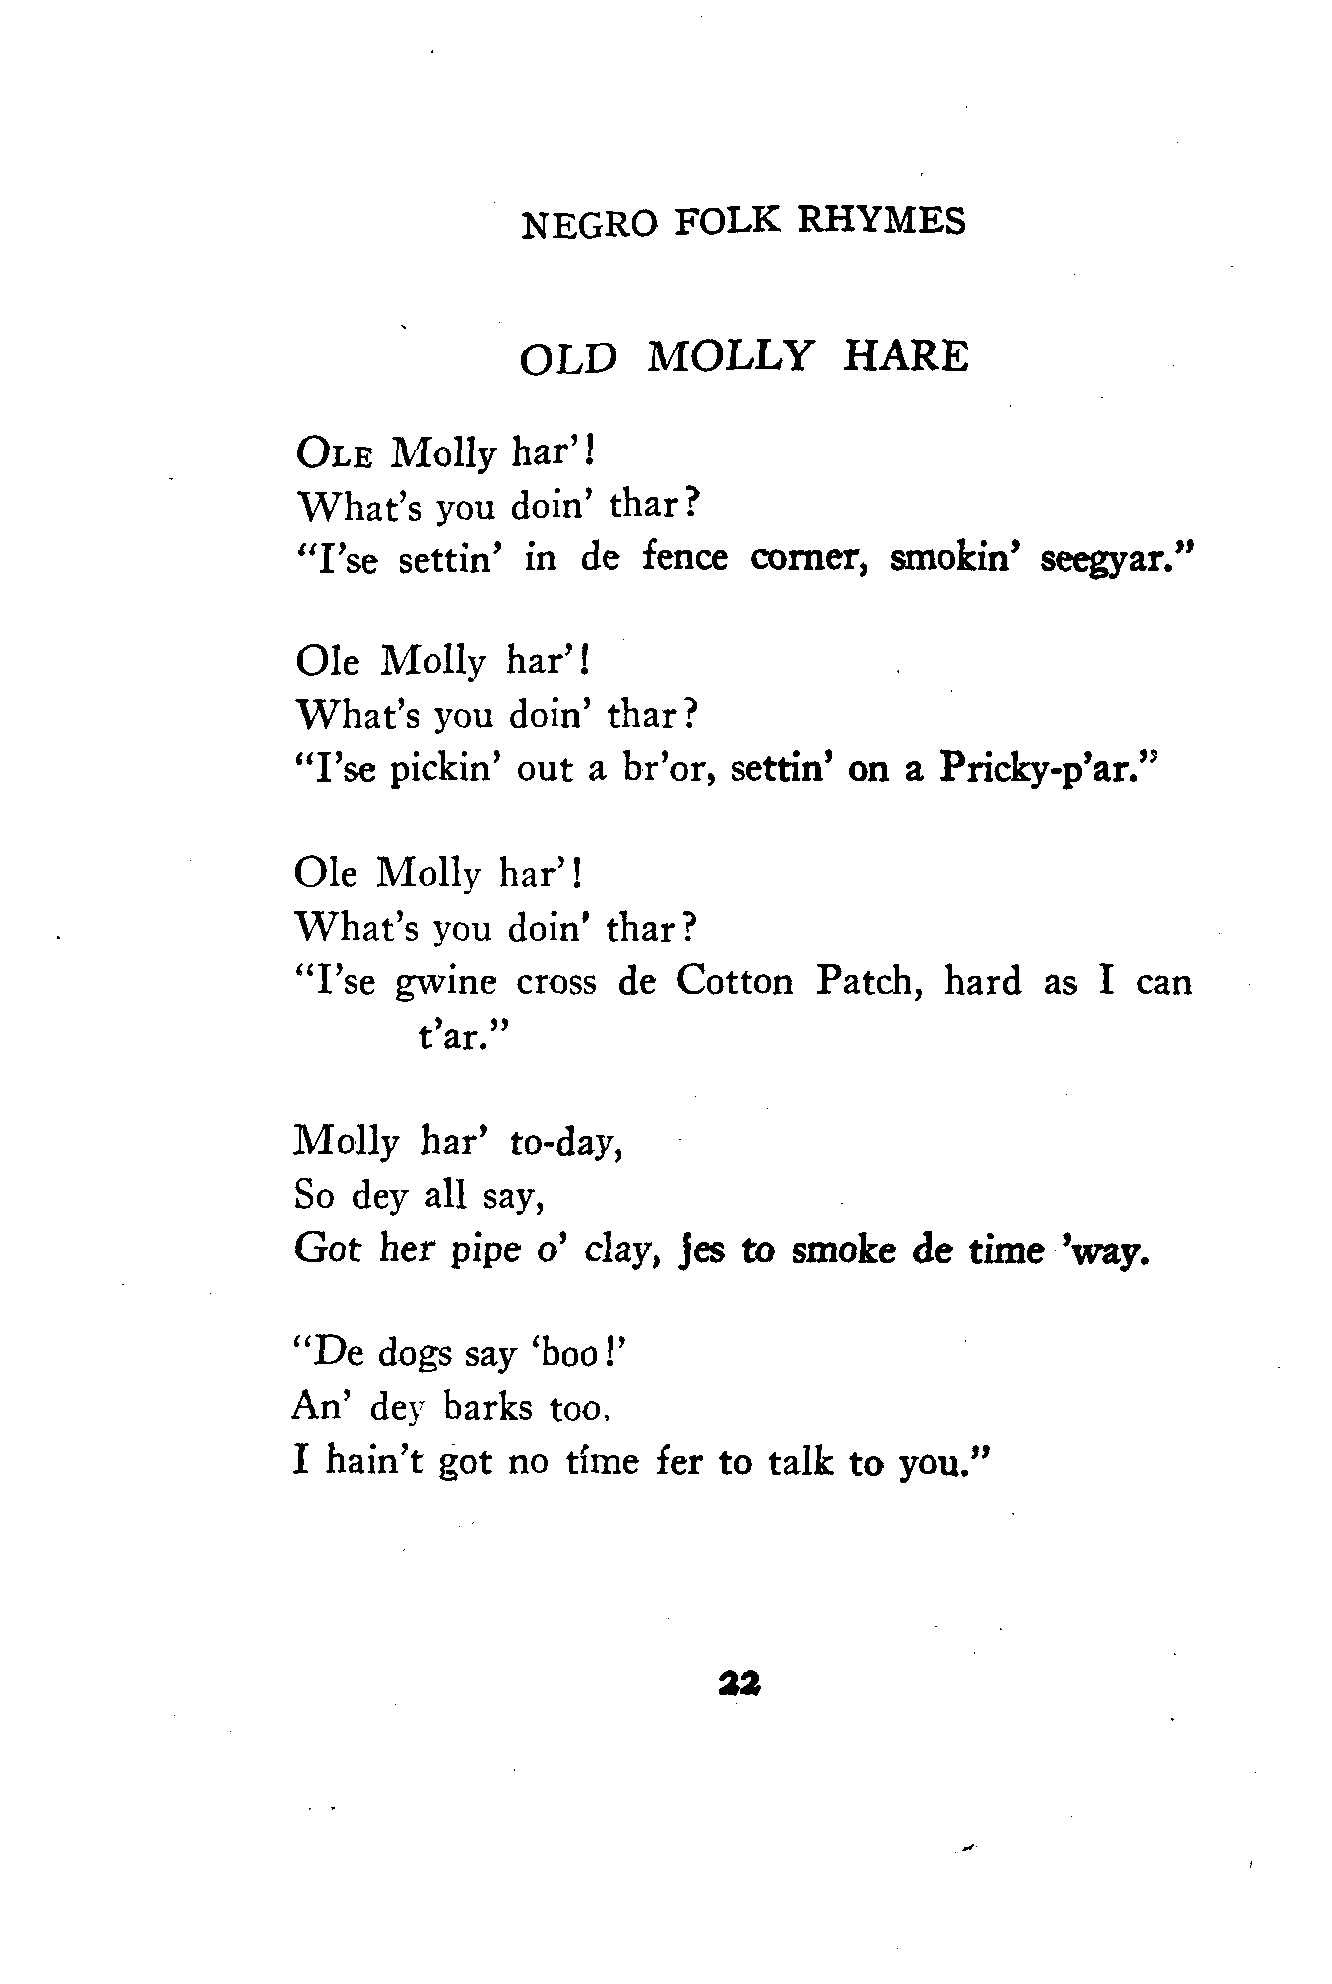 NEGRO FOLK RHYMES
OLD MOLLY HARE
OLE Molly har'!
What's you doin' thar?
"I'se settin' in de fence corner, smokin' seegyar."
Ole Molly har'!
What's you doin' thar?
"I'se pickin' out a br'or, settin' on a Pricky-p'ar."
Ole Molly har'!
What's you doin' thar?
"I'se gwine cross de Cotton Patch, hard as I can
t'ar."
Molly har' to-day,
So dey all say,
Got her pipe o' clay, jes to smoke de time 'way.
"De dogs say 'boo!'
An' dey barks too,
I hain't got no time fer to talk to you."
22